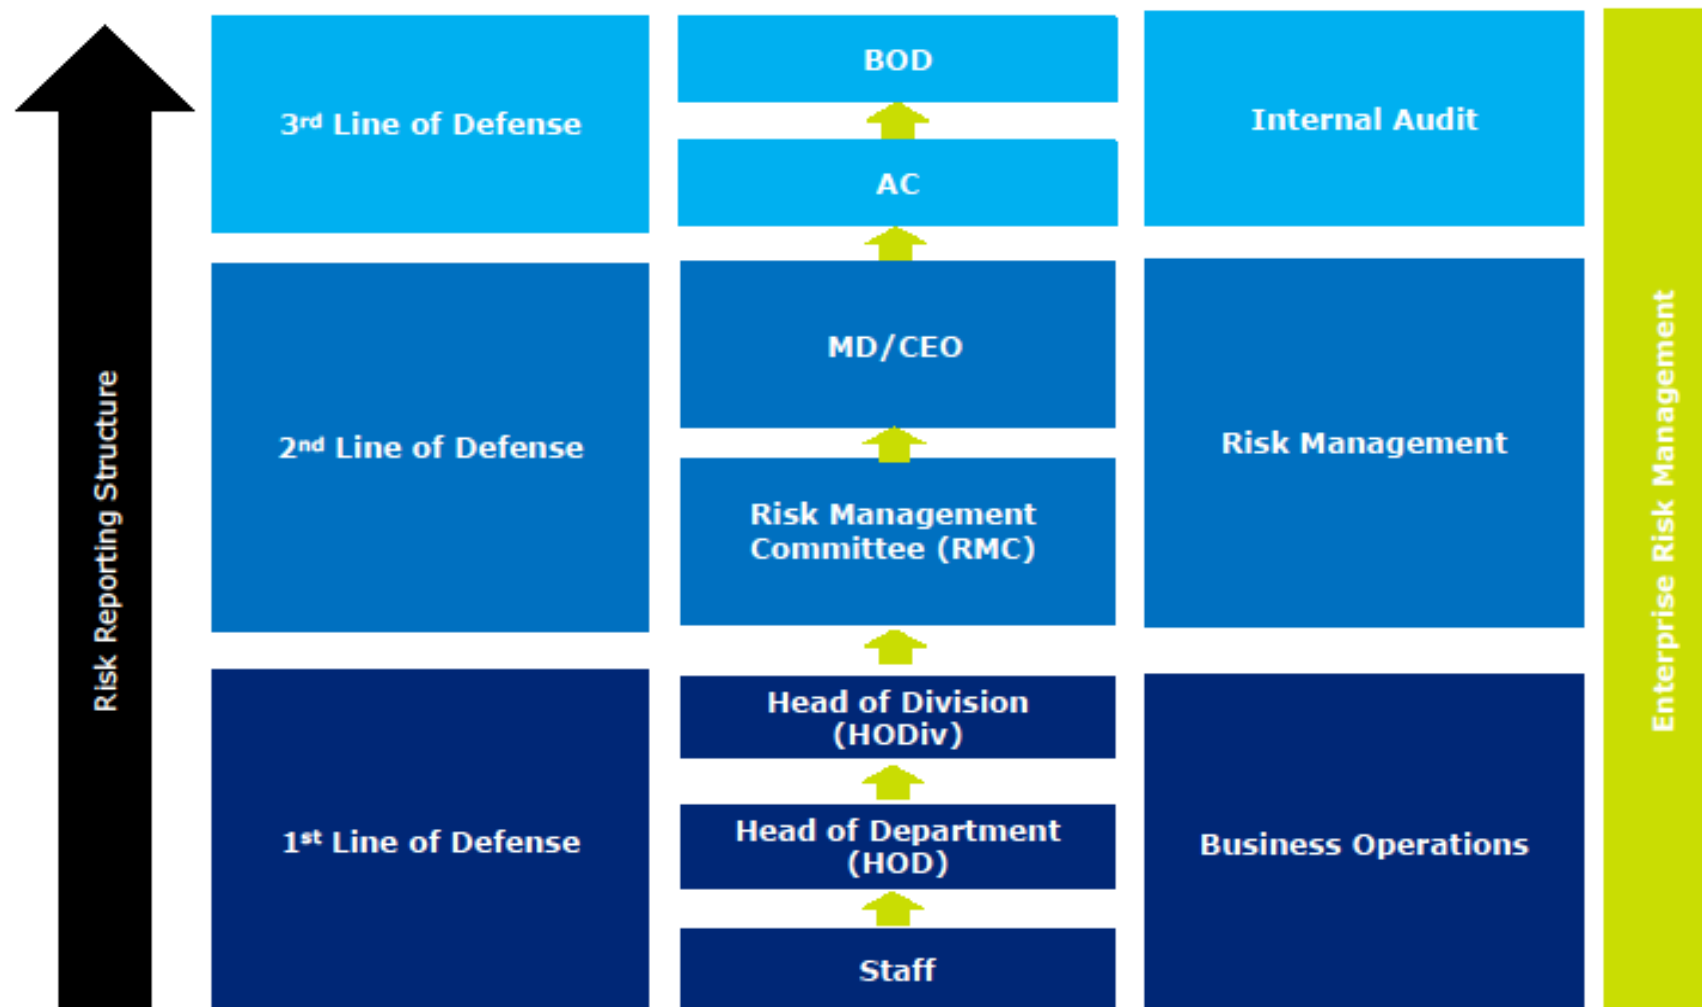 Risk Reporting Structure
3rd Line of Defense
BOD
AC
Internal Audit
2nd Line of Defense
MD/CEO
Risk Management
Committee (RMC)
Risk Management
1st Line of Defense
Head of Division
(HODiv)
Head of Department
(HOD)
Staff
Business Operations
Enterprise Risk Management